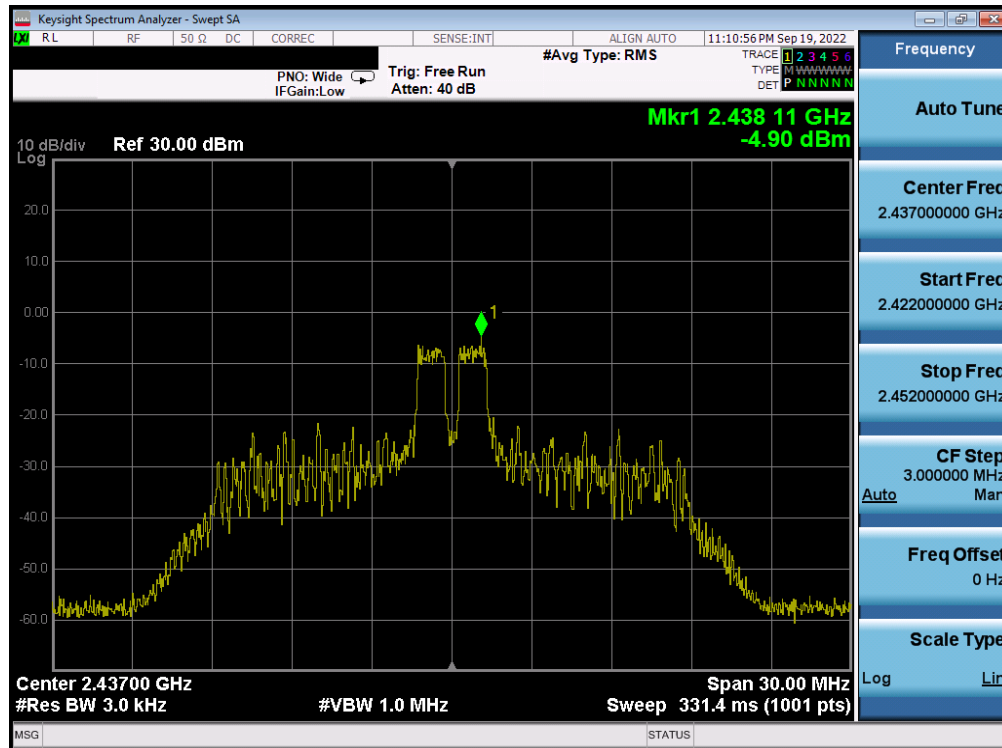 Keysight Spectrum Analyzer - Swept SA
LXI RL RF 50 Ω DC CORREC SENSE:INT ALIGN AUTO 11:10:56 PM Sep 19, 2022
PNO: Wide
IFGain:Low
Trig: Free Run
Atten: 40 dB
#Avg Type: RMS
TRACE 1 2 3 4 5 6
TYPE M W W W W W
DET P N N N N N
Mkr1 2.438 11 GHz
-4.90 dBm
10 dB/div Ref 30.00 dBm
Log
20.0
10.0
0.00
-10.0
-20.0
-30.0
-40.0
-50.0
-60.0
1
Center 2.43700 GHz Span 30.00 MHz
#Res BW 3.0 kHz #VBW 1.0 MHz Sweep 331.4 ms (1001 pts)
MSG STATUS
Frequency
Auto Tune
Center Freq
2.437000000 GHz
Start Freq
2.422000000 GHz
Stop Freq
2.452000000 GHz
CF Step
3.000000 MHz
Auto Man
Freq Offset
0 Hz
Scale Type
Log Lin